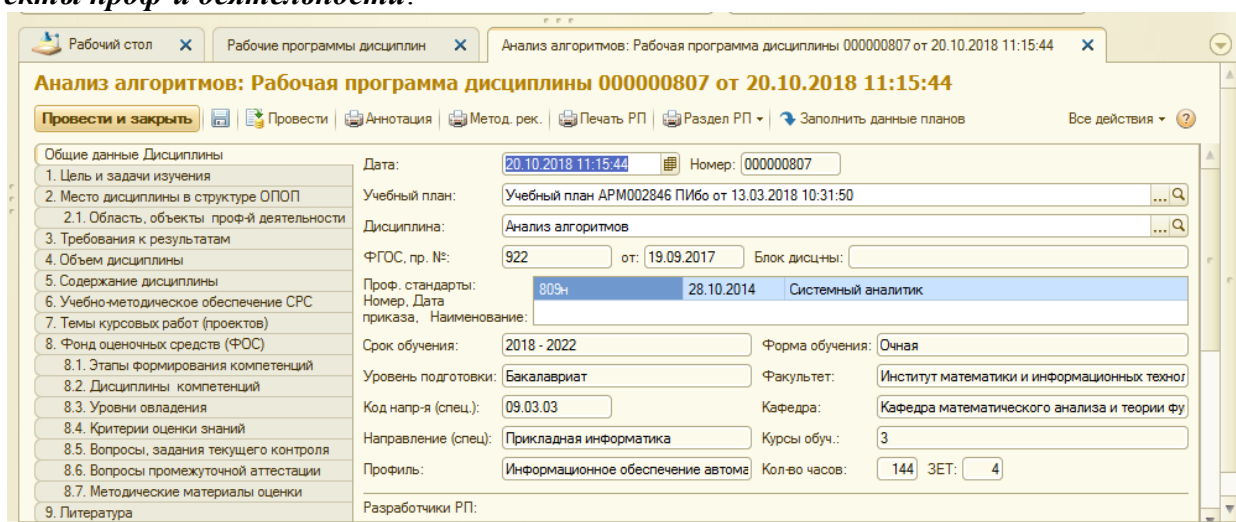 екты проф-й деятельности.
Рабочий стол Рабочие программы дисциплин Анализ алгоритмов: Рабочая программа дисциплины 000000807 от 20.10.2018 11:15:44
Анализ алгоритмов: Рабочая программа дисциплины 000000807 от 20.10.2018 11:15:44
Провести и закрыть Провести Аннотация Метод. рек. Печать РП Раздел РП Заполнить данные планов Все действия ?
Общие данные Дисциплины
1. Цель и задачи изучения
2. Место дисциплины в структуре ОПОП
2.1. Область, объекты проф-й деятельности
3. Требования к результатам
4. Объем дисциплины
5. Содержание дисциплины
6. Учебно-методическое обеспечение СРС
7. Темы курсовых работ (проектов)
8. Фонд оценочных средств (ФОС)
8.1. Этапы формирования компетенций
8.2. Дисциплины компетенций
8.3. Уровни овладения
8.4. Критерии оценки знаний
8.5. Вопросы, задания текущего контроля
8.6. Вопросы промежуточной аттестации
8.7. Методические материалы оценки
9. Литература
Дата: 20.10.2018 11:15:44 Номер: 000000807
Учебный план: Учебный план АРМ002846 ПИбо от 13.03.2018 10:31:50 ...
Дисциплина: Анализ алгоритмов ...
ФГОС, пр. №: 922 от: 19.09.2017 Блок дисц-ны:
Проф. стандарты:
Номер, Дата
приказа, Наименование:
809н 28.10.2014 Системный аналитик
Срок обучения: 2018 - 2022 Форма обучения: Очная
Уровень подготовки: Бакалавриат Факультет: Институт математики и информационных технол
Код напр-я (спец.): 09.03.03 Кафедра: Кафедра математического анализа и теории фу
Направление (спец): Прикладная информатика Курсы обуч.: 3
Профиль: Информационное обеспечение автома Кол-во часов: 144 ЗЕТ: 4
Разработчики РП: